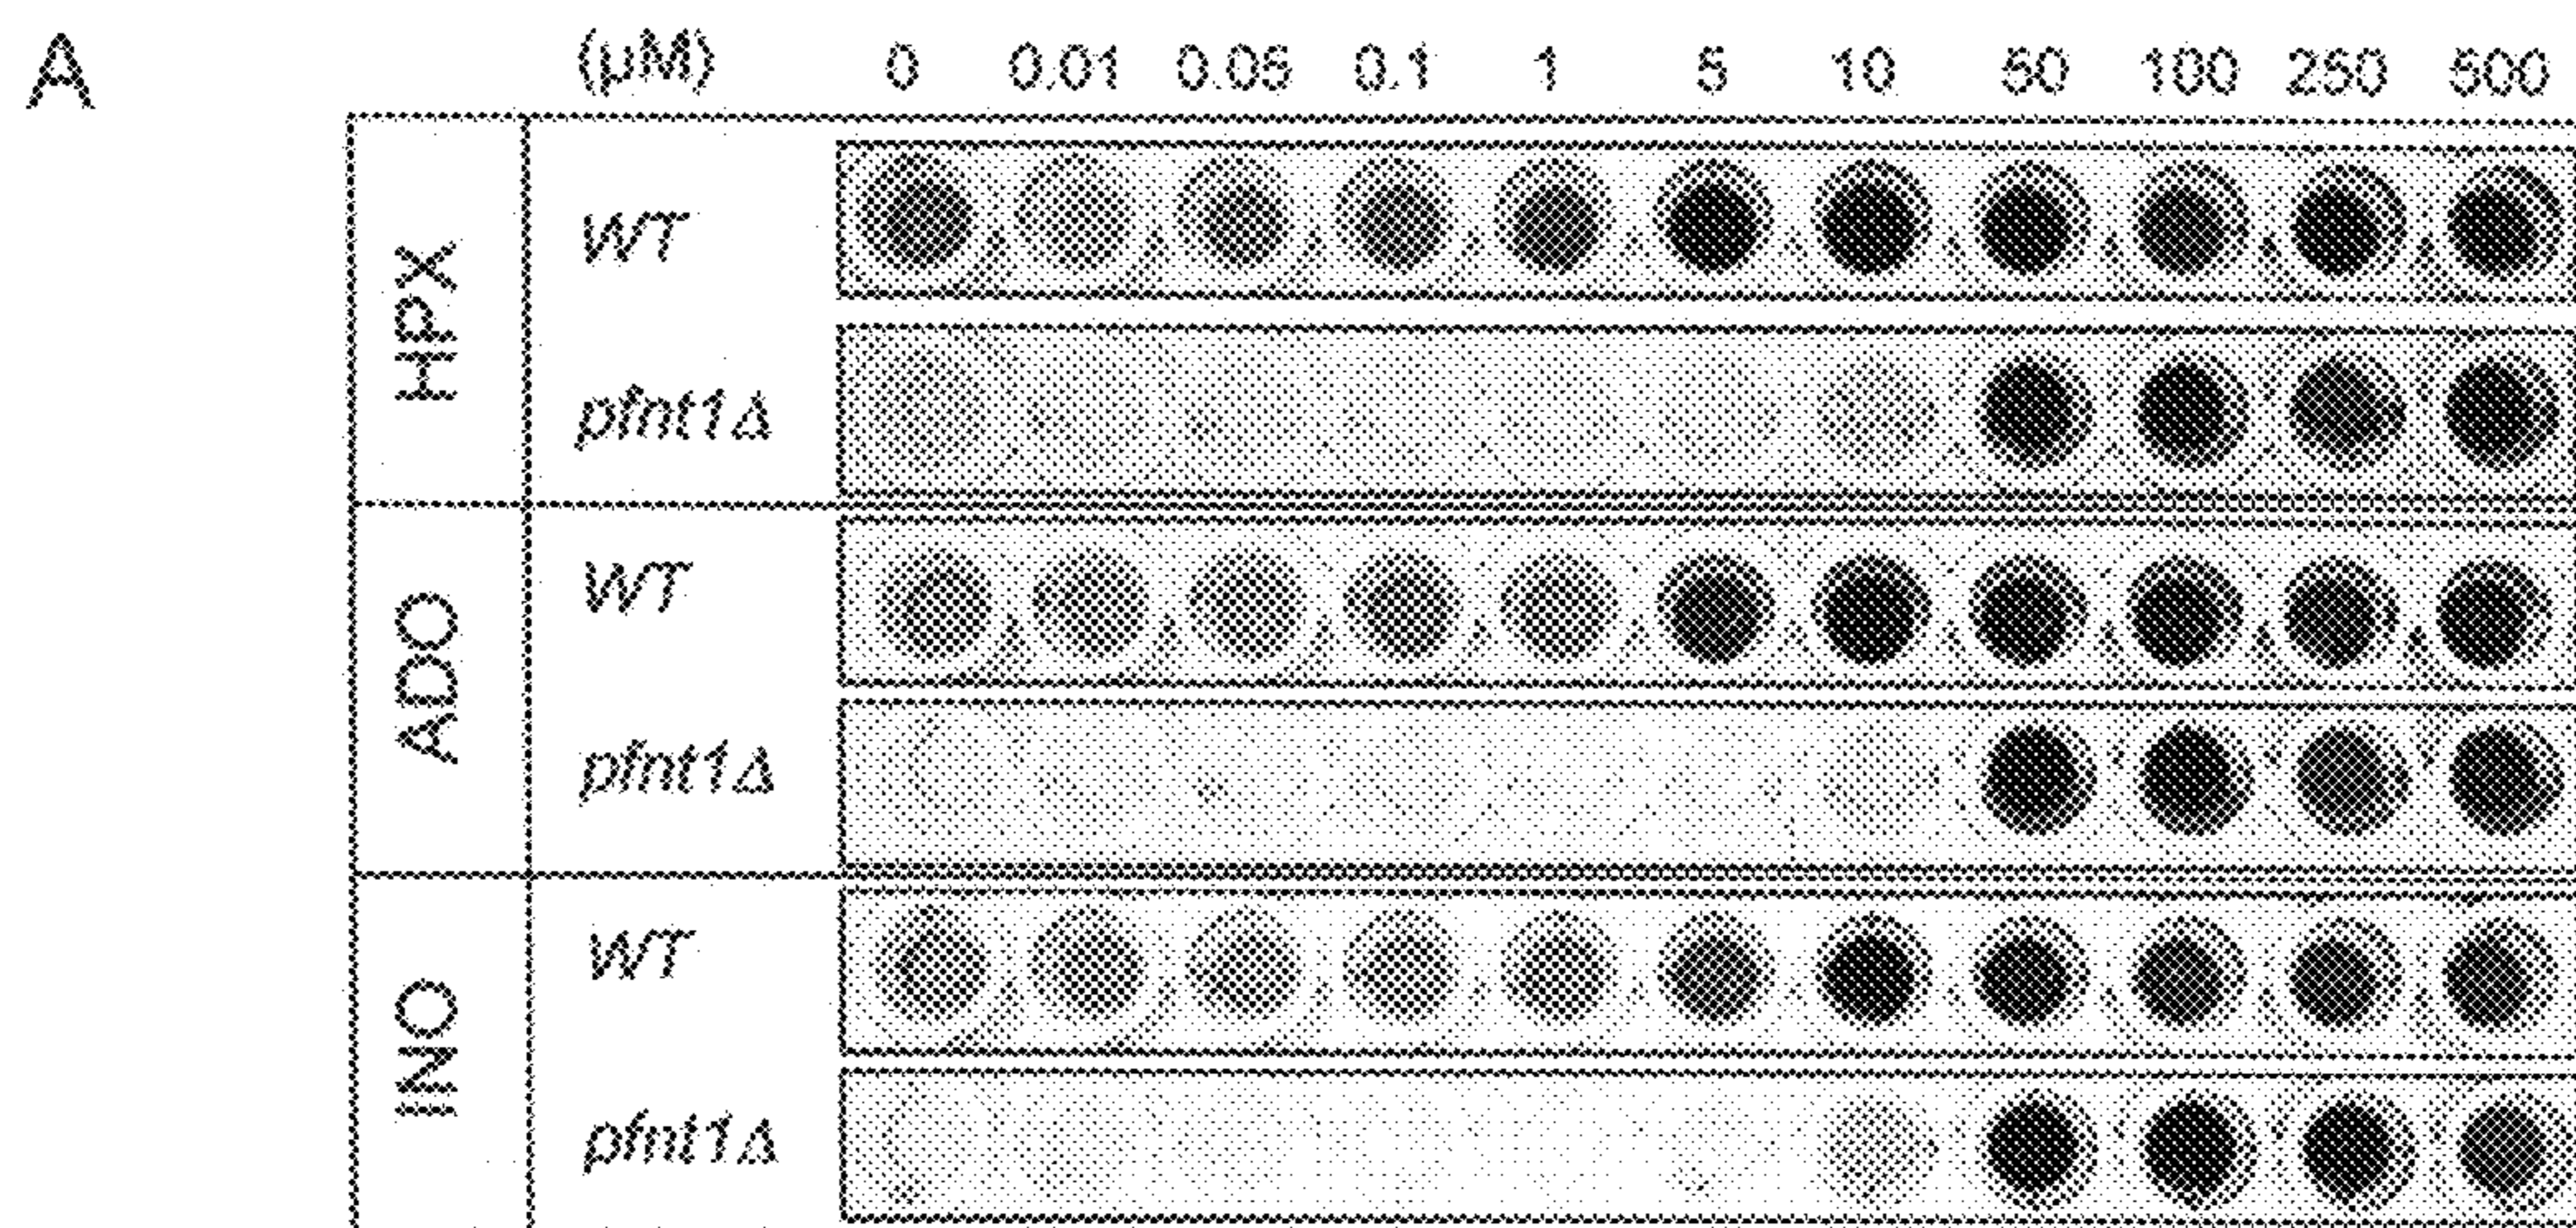 A
(µM) 0 0.01 0.05 0.1 1 5 10 50 100 250 500
HPX
WT
pfnt1Δ
ADO
WT
pfnt1Δ
INO
WT
pfnt1Δ